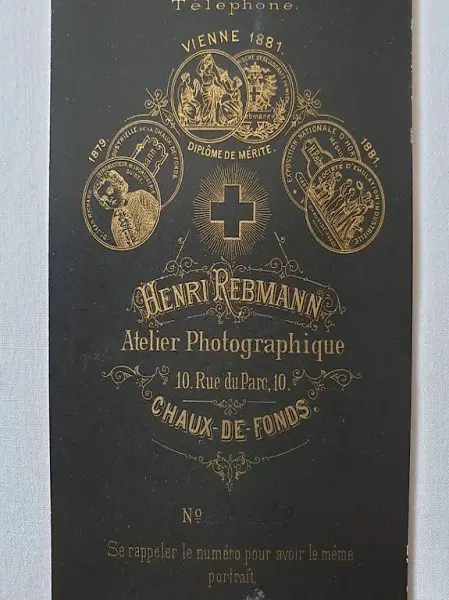 Téléphone.
VIENNE 1881.
DIPLÔME DE MÉRITE.
1879
1881.
HENRI REBMANN
Atelier Photographique
10. Rue du Parc, 10.
CHAUX-DE-FONDS.
No
Se rappeler le numéro pour avoir le même
portrait.